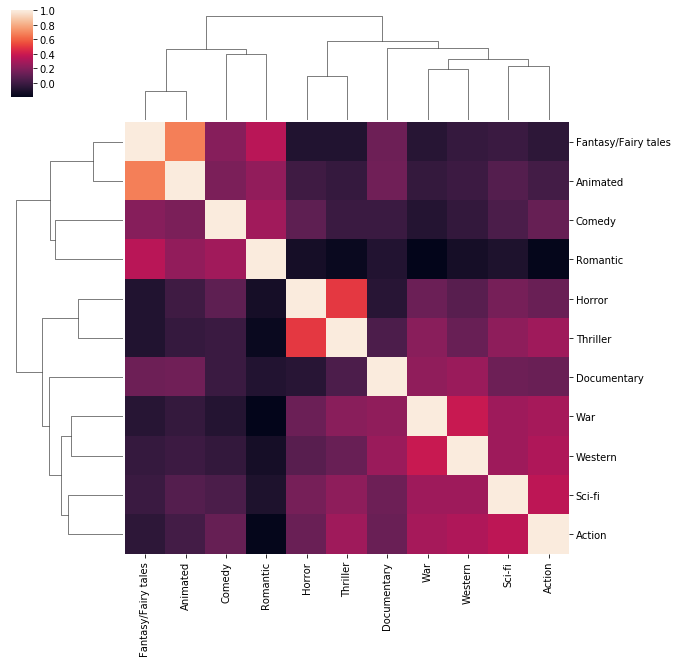 1.0
0.8
0.6
0.4
0.2
0.0
Fantasy/Fairy tales
Animated
Comedy
Romantic
Horror
Thriller
Documentary
War
Western
Sci-fi
Action
Fantasy/Fairy tales
Animated
Comedy
Romantic
Horror
Thriller
Documentary
War
Western
Sci-fi
Action